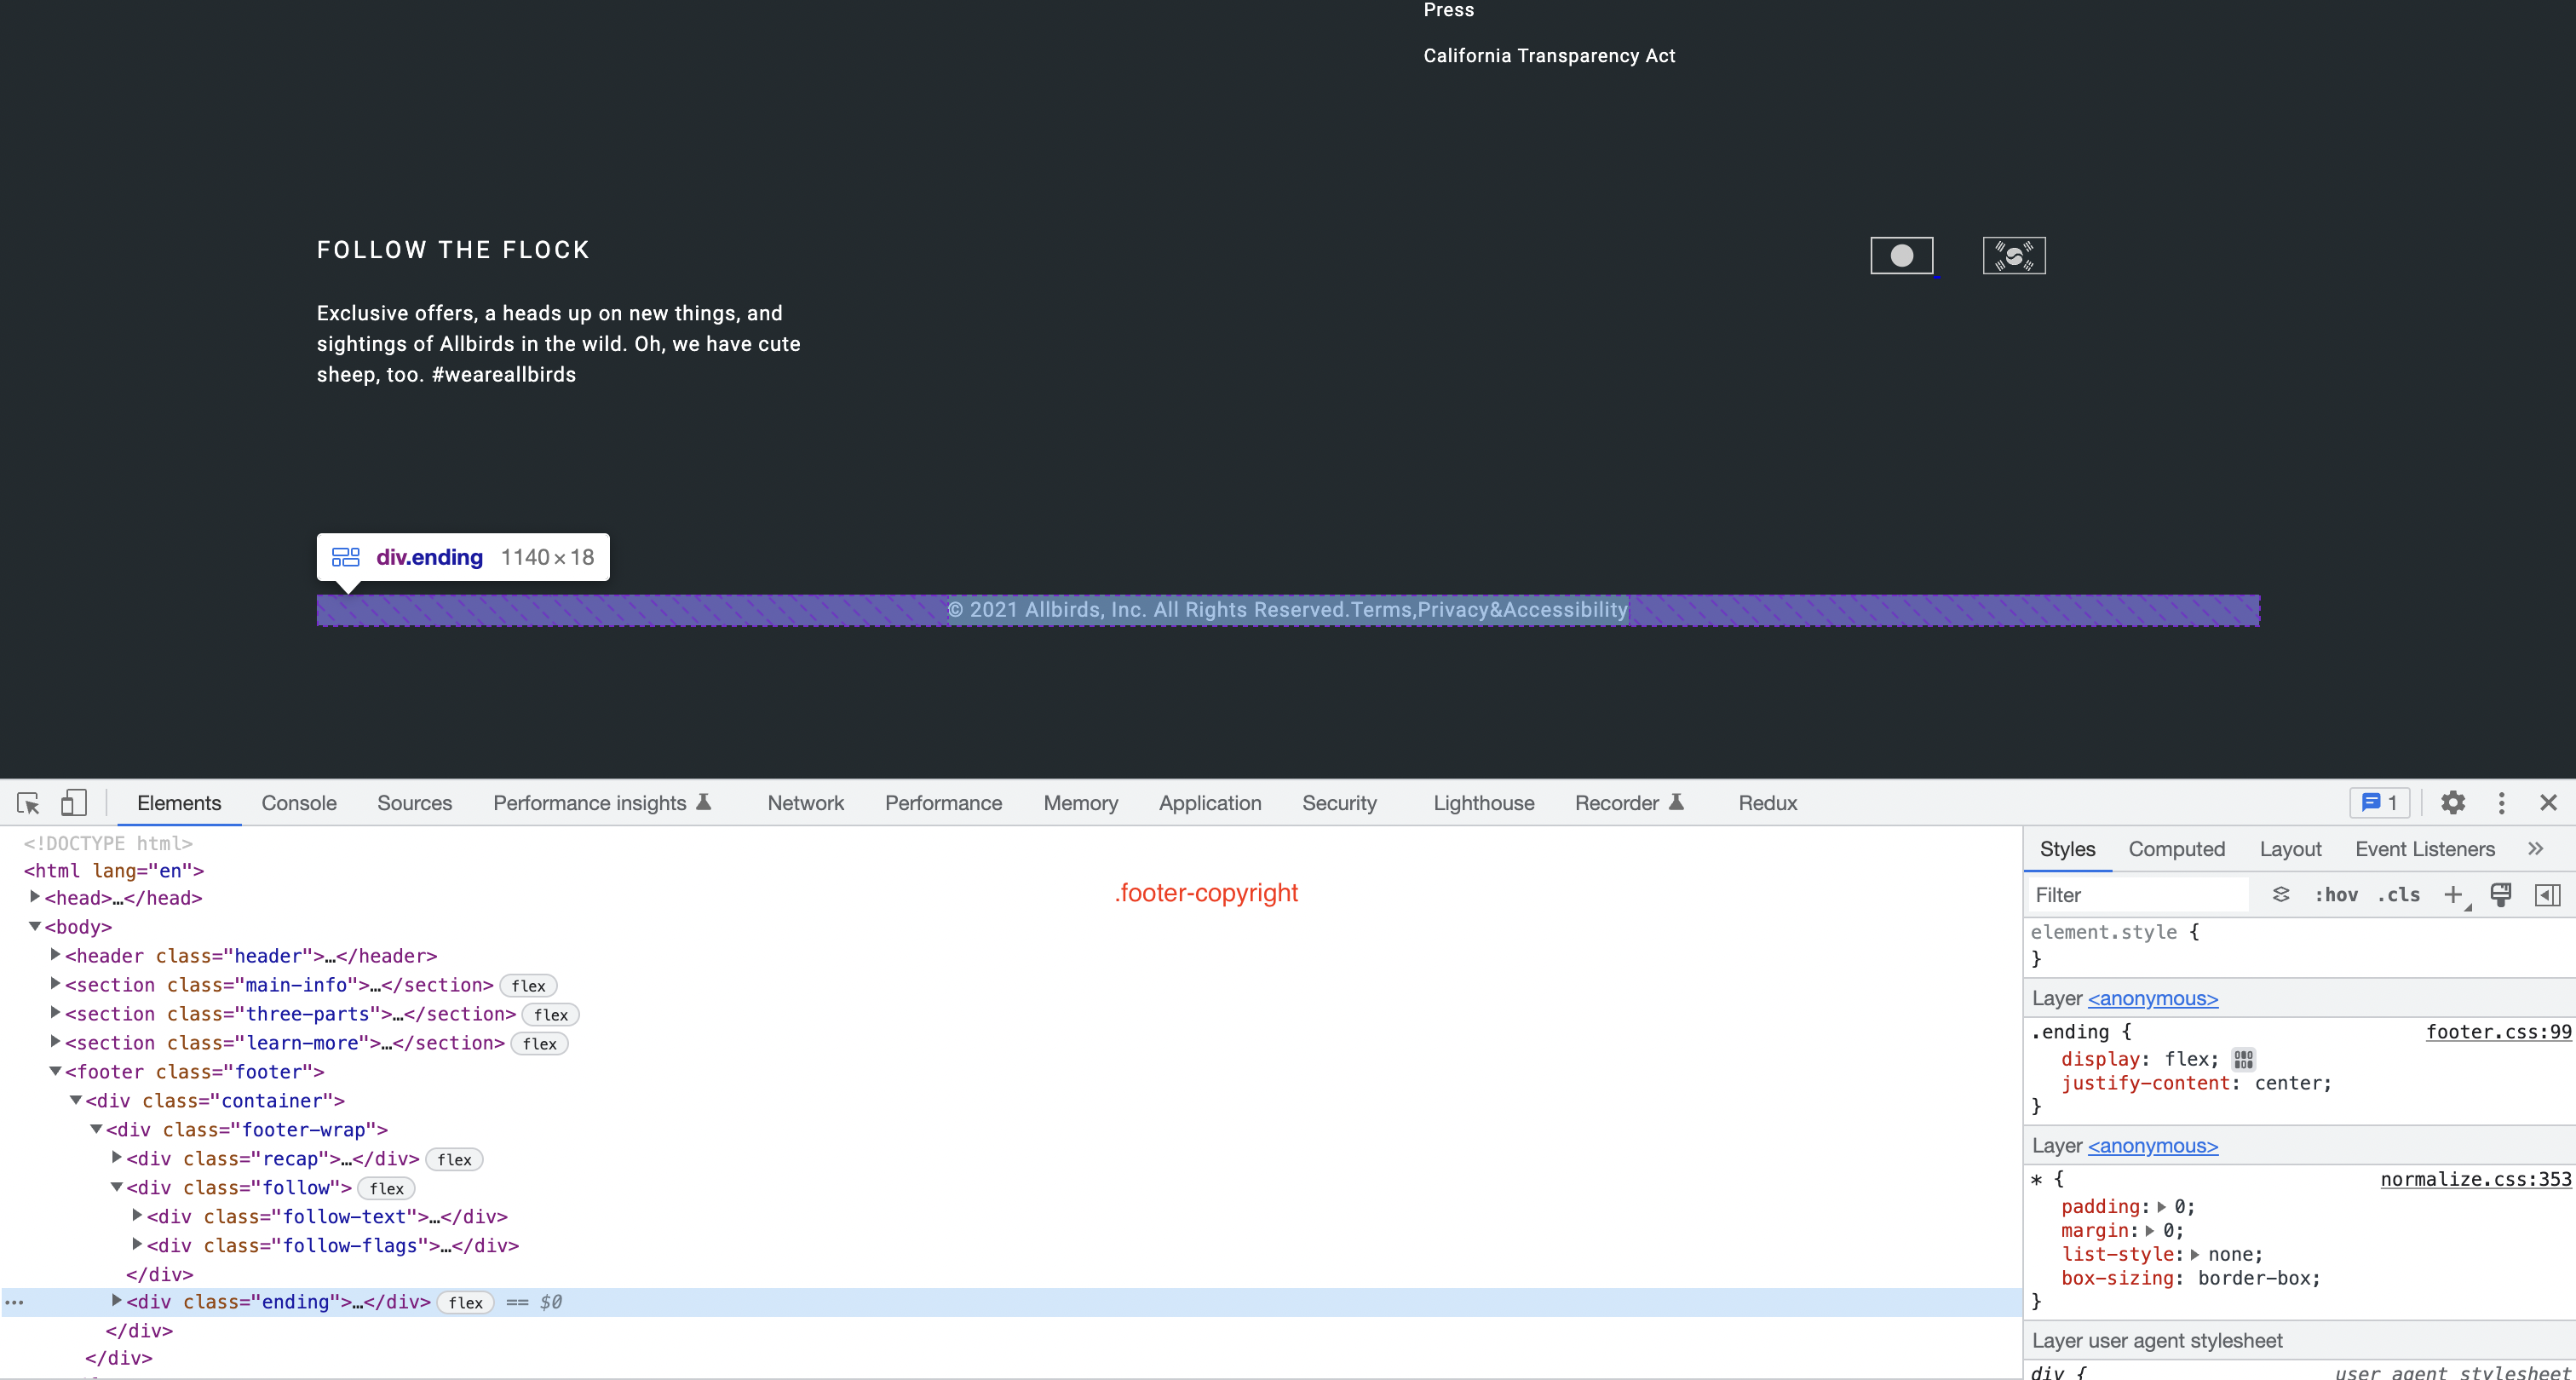 Press
California Transparency Act
FOLLOW THE FLOCK
Exclusive offers, a heads up on new things, and
sightings of Allbirds in the wild. Oh, we have cute
sheep, too. #weareallbirds
div.ending 1140×18
© 2021 Allbirds, Inc. All Rights Reserved.Terms,Privacy&Accessibility
Elements Console Sources Performance insights Network Performance Memory Application Security Lighthouse Recorder Redux 1
<!DOCTYPE html>
<html lang="en">
<head>…</head>
<body>
<header class="header">…</header>
<section class="main-info">…</section> flex
<section class="three-parts">…</section> flex
<section class="learn-more">…</section> flex
<footer class="footer">
<div class="container">
<div class="footer-wrap">
<div class="recap">…</div> flex
<div class="follow"> flex
<div class="follow-text">…</div>
<div class="follow-flags">…</div>
</div>
... <div class="ending">…</div> flex == $0
</div>
</div>
.footer-copyright
Styles Computed Layout Event Listeners »
Filter :hov .cls +
element.style {
}
Layer <anonymous>
.ending { footer.css:99
display: flex;
justify-content: center;
}
Layer <anonymous>
* { normalize.css:353
padding: 0;
margin: 0;
list-style: none;
box-sizing: border-box;
}
Layer user agent stylesheet
div { user agent stylesheet